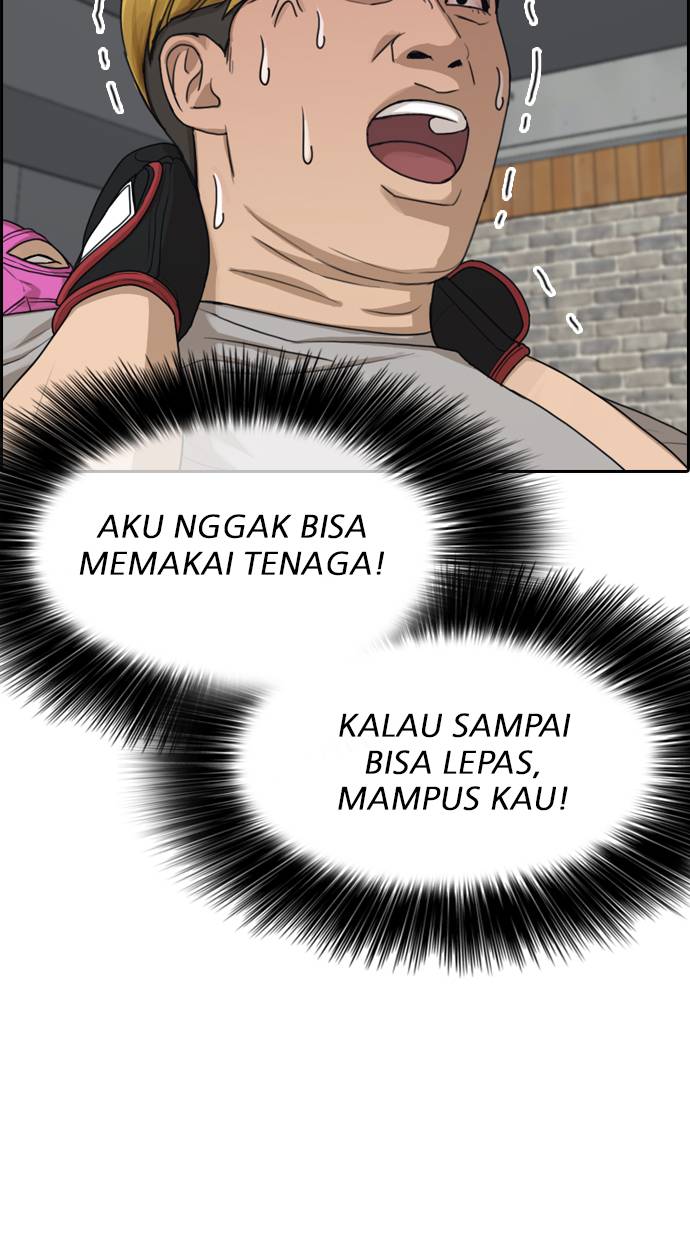 AKU NGGAK BISA
MEMAKAI TENAGA!
KALAU SAMPAI
BISA LEPAS,
MAMPUS KAU!